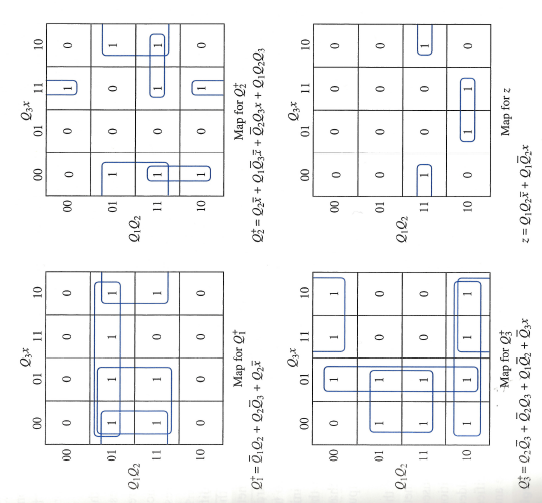 Q₃x
00 01 11 10
00 0 0 0 0
01 1 1 1 1
Q₁Q₂
11 1 1 0 1
10 0 0 0 0
Map for Q₁⁺
Q₁⁺ = Q̄₁Q₂ + Q₂Q̄₃ + Q₂x̄
Q₃x
00 01 11 10
00 0 0 1 0
01 1 0 0 1
Q₁Q₂
11 1 0 1 1
10 1 0 1 0
Map for Q₂⁺
Q₂⁺ = Q₂x̄ + Q₁Q̄₃x̄ + Q̄₂Q₃x + Q₁Q₂Q₃
Q₃x
00 01 11 10
00 0 1 1 1
01 1 1 0 0
Q₁Q₂
11 1 1 0 0
10 1 1 1 1
Map for Q₃⁺
Q₃⁺ = Q₂Q̄₃ + Q̄₂Q₃ + Q₁Q̄₂ + Q̄₃x
Q₃x
00 01 11 10
00 0 0 0 0
01 0 0 0 0
Q₁Q₂
11 1 0 0 1
10 0 1 1 0
Map for z
z = Q₁Q₂x̄ + Q₁Q̄₂x